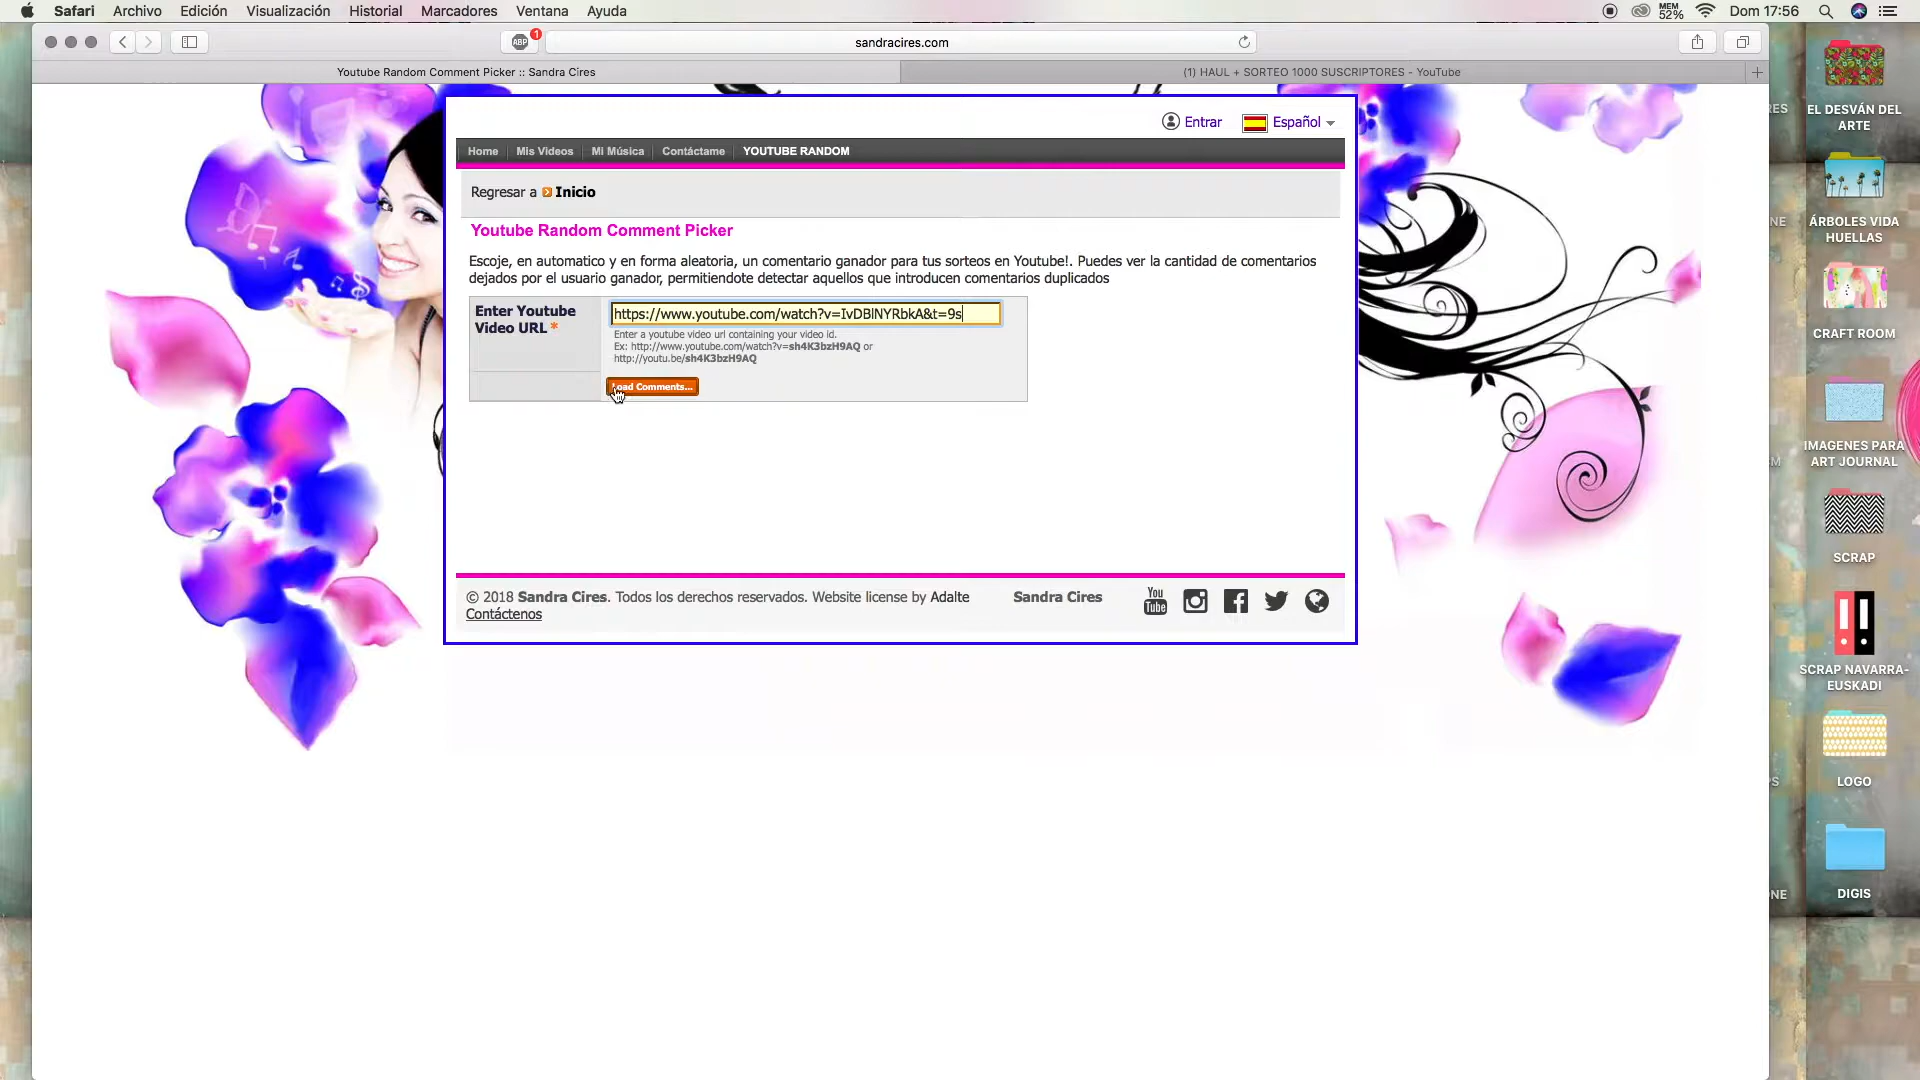 Safari Archivo Edición Visualización Historial Marcadores Ventana Ayuda MEM 52% Dom 17:56
ABP 1 sandracires.com
Youtube Random Comment Picker :: Sandra Cires (1) HAUL + SORTEO 1000 SUSCRIPTORES - YouTube
Entrar Español
Home Mis Videos Mi Música Contáctame YOUTUBE RANDOM
Regresar a Inicio
Youtube Random Comment Picker
Escoje, en automatico y en forma aleatoria, un comentario ganador para tus sorteos en Youtube!. Puedes ver la cantidad de comentarios
dejados por el usuario ganador, permitiendote detectar aquellos que introducen comentarios duplicados
Enter Youtube
Video URL *
https://www.youtube.com/watch?v=IvDBlNYRbkA&t=9s
Enter a youtube video url containing your video id.
Ex: http://www.youtube.com/watch?v=sh4K3bzH9AQ or
http://youtu.be/sh4K3bzH9AQ
Load Comments...
© 2018 Sandra Cires. Todos los derechos reservados. Website license by Adalte
Contáctenos
Sandra Cires
You
Tube
EL DESVÁN DEL
ARTE
ÁRBOLES VIDA
HUELLAS
CRAFT ROOM
IMAGENES PARA
ART JOURNAL
SCRAP
SCRAP NAVARRA-
EUSKADI
LOGO
DIGIS